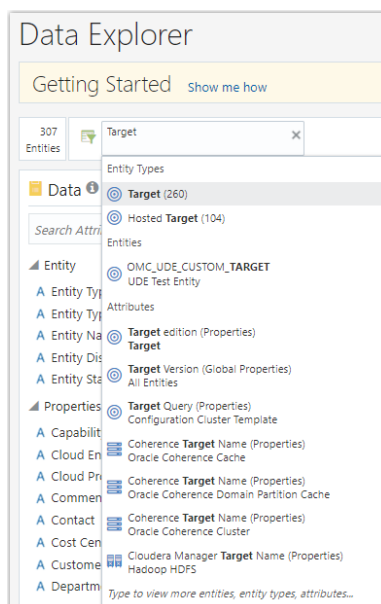 Data Explorer
Getting Started Show me how
307
Entities
Target
Entity Types
Target (260)
Hosted Target (104)
Entities
OMC_UDE_CUSTOM_TARGET
UDE Test Entity
Attributes
Target edition (Properties)
Target
Target Version (Global Properties)
All Entities
Target Query (Properties)
Configuration Cluster Template
Coherence Target Name (Properties)
Oracle Coherence Cache
Coherence Target Name (Properties)
Oracle Coherence Domain Partition Cache
Coherence Target Name (Properties)
Oracle Coherence Cluster
Cloudera Manager Target Name (Properties)
Hadoop HDFS
Type to view more entities, entity types, attributes...
Data
Search Attri
Entity
A Entity Typ
A Entity Typ
A Entity Na
A Entity Dis
A Entity Sta
Properties
A Capabilit
A Cloud En
A Cloud Pr
A Commen
A Contact
A Cost Cen
A Custome
A Departm